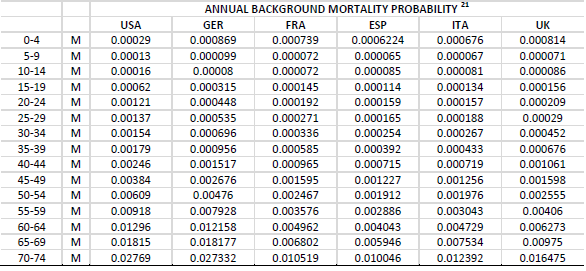 ANNUAL BACKGROUND MORTALITY PROBABILITY 21
USA GER FRA ESP ITA UK
0-4 M 0.00029 0.000869 0.000739 0.0006224 0.000676 0.000814
5-9 M 0.00013 0.000099 0.000072 0.000065 0.000067 0.000071
10-14 M 0.00016 0.00008 0.000072 0.000085 0.000081 0.000086
15-19 M 0.00062 0.000315 0.000145 0.000114 0.000134 0.000156
20-24 M 0.00121 0.000448 0.000192 0.000159 0.000157 0.000209
25-29 M 0.00137 0.000535 0.000271 0.000165 0.000188 0.00029
30-34 M 0.00154 0.000696 0.000336 0.000254 0.000267 0.000452
35-39 M 0.00179 0.000956 0.000585 0.000392 0.000433 0.000676
40-44 M 0.00246 0.001517 0.000965 0.000715 0.000719 0.001061
45-49 M 0.00384 0.002676 0.001595 0.001227 0.001256 0.001598
50-54 M 0.00609 0.00476 0.002467 0.001912 0.001976 0.002555
55-59 M 0.00918 0.007928 0.003576 0.002886 0.003043 0.00406
60-64 M 0.01296 0.012158 0.004962 0.004043 0.004729 0.006273
65-69 M 0.01815 0.018177 0.006802 0.005946 0.007534 0.00975
70-74 M 0.02769 0.027332 0.010519 0.010046 0.012392 0.016475